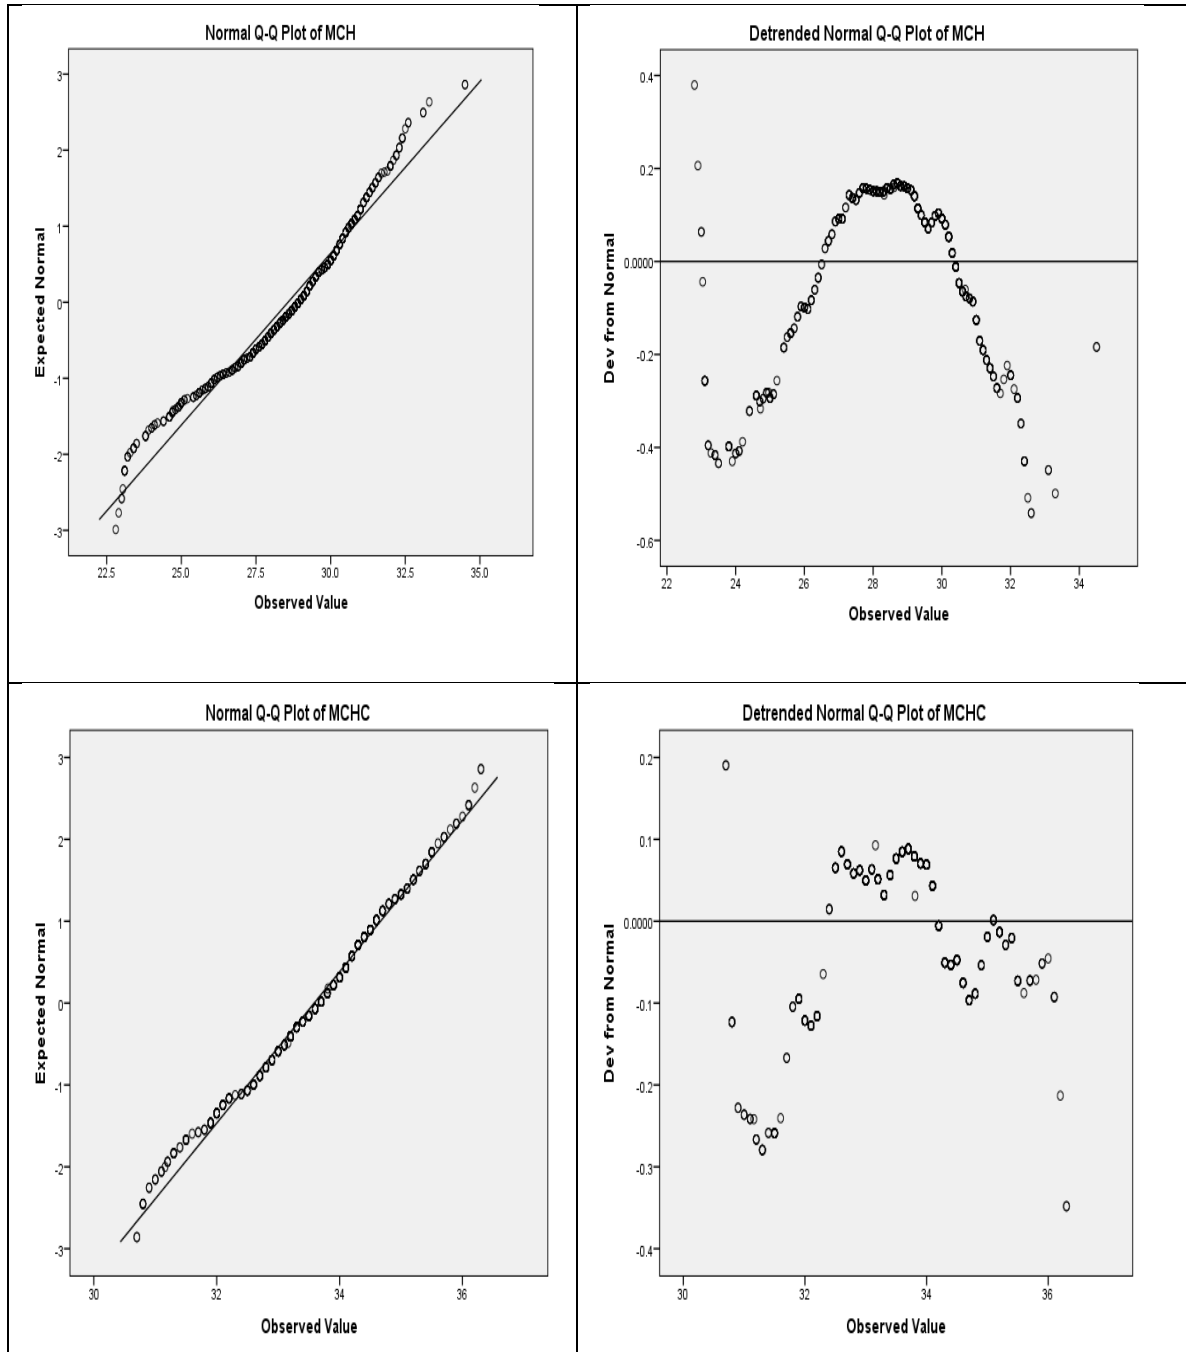 Normal Q-Q Plot of MCH
3
2
1
0
-1
-2
-3
Expected Normal
22.5 25.0 27.5 30.0 32.5 35.0
Observed Value
Detrended Normal Q-Q Plot of MCH
0.4
0.2
0.0000
-0.2
-0.4
-0.6
Dev from Normal
22 24 26 28 30 32 34
Observed Value
Normal Q-Q Plot of MCHC
3
2
1
0
-1
-2
-3
Expected Normal
30 32 34 36
Observed Value
Detrended Normal Q-Q Plot of MCHC
0.2
0.1
0.0000
-0.1
-0.2
-0.3
-0.4
Dev from Normal
30 32 34 36
Observed Value